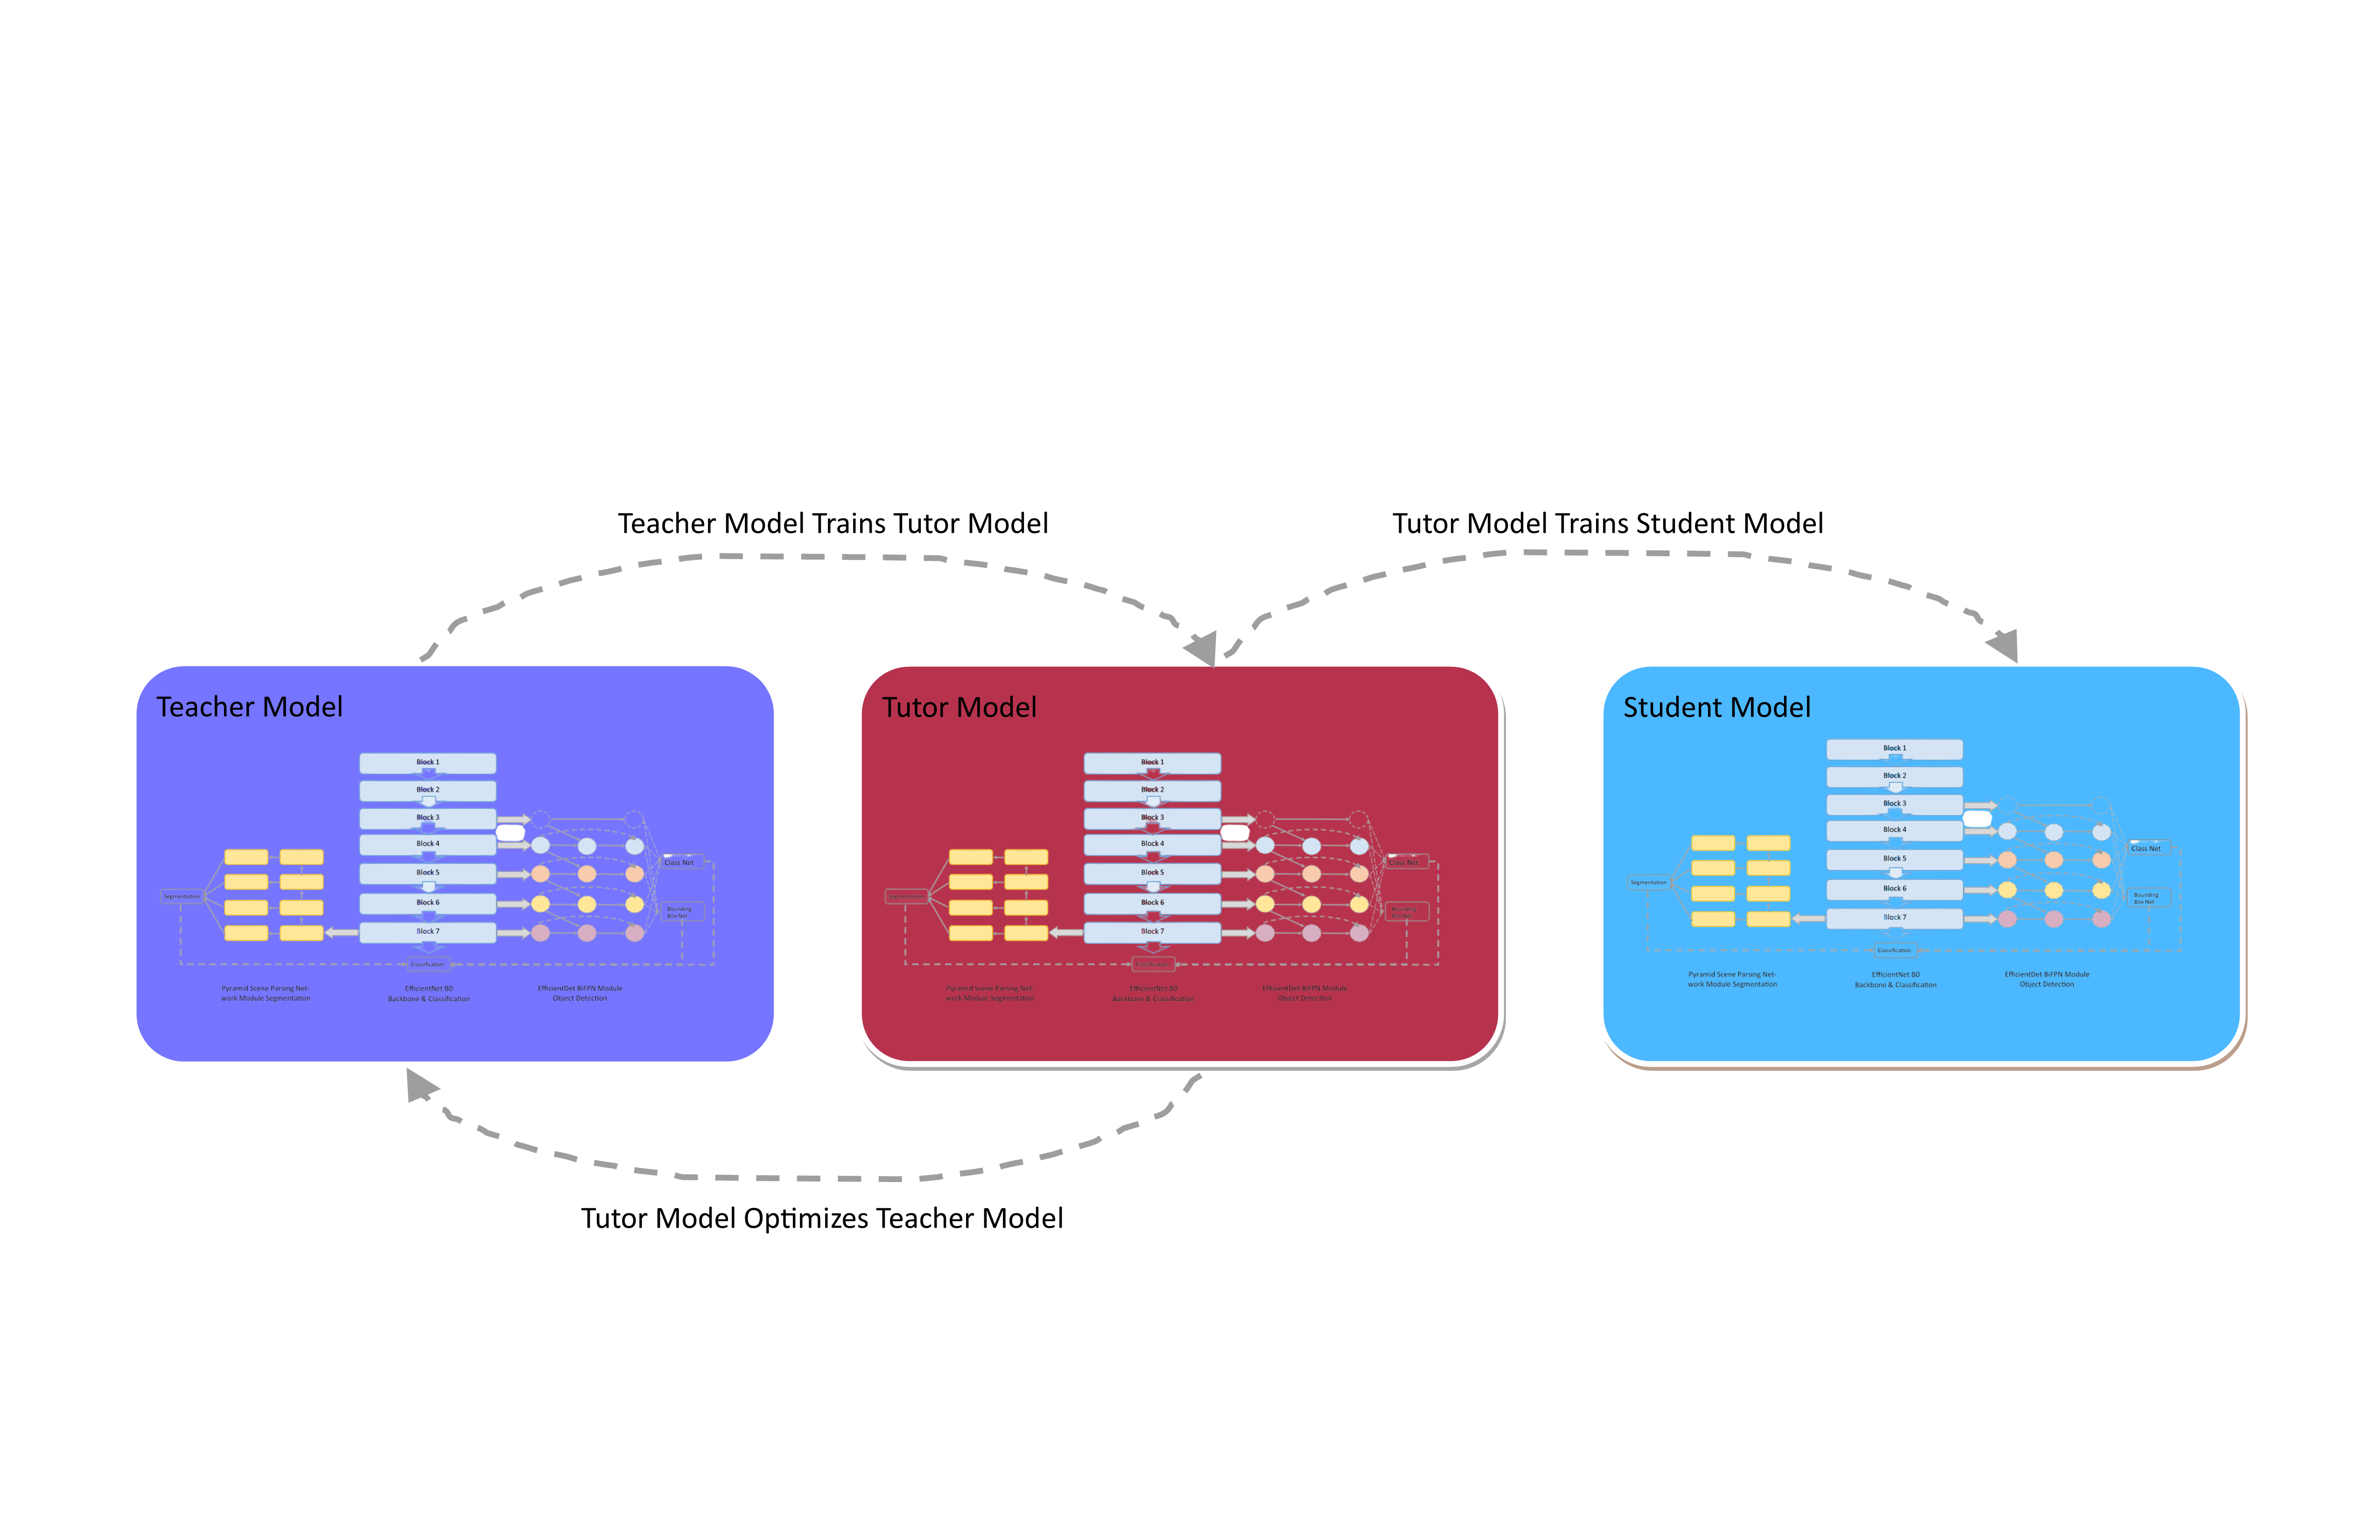 Teacher Model Trains Tutor Model
Tutor Model Trains Student Model
Teacher Model
Block 1
Block 2
Block 3
Block 4
Block 5
Block 6
Block 7
Segmentation
Class Net
Bounding
Box Net
Classification
Pyramid Scene Parsing Net-
work Module Segmentation
EfficientNet B0
Backbone & Classification
EfficientDet BiFPN Module
Object Detection
Tutor Model
Block 1
Block 2
Block 3
Block 4
Block 5
Block 6
Block 7
Segmentation
Class Net
Bounding
Box Net
Classification
Pyramid Scene Parsing Net-
work Module Segmentation
EfficientNet B0
Backbone & Classification
EfficientDet BiFPN Module
Object Detection
Student Model
Block 1
Block 2
Block 3
Block 4
Block 5
Block 6
Block 7
Segmentation
Class Net
Bounding
Box Net
Classification
Pyramid Scene Parsing Net-
work Module Segmentation
EfficientNet B0
Backbone & Classification
EfficientDet BiFPN Module
Object Detection
Tutor Model Optimizes Teacher Model